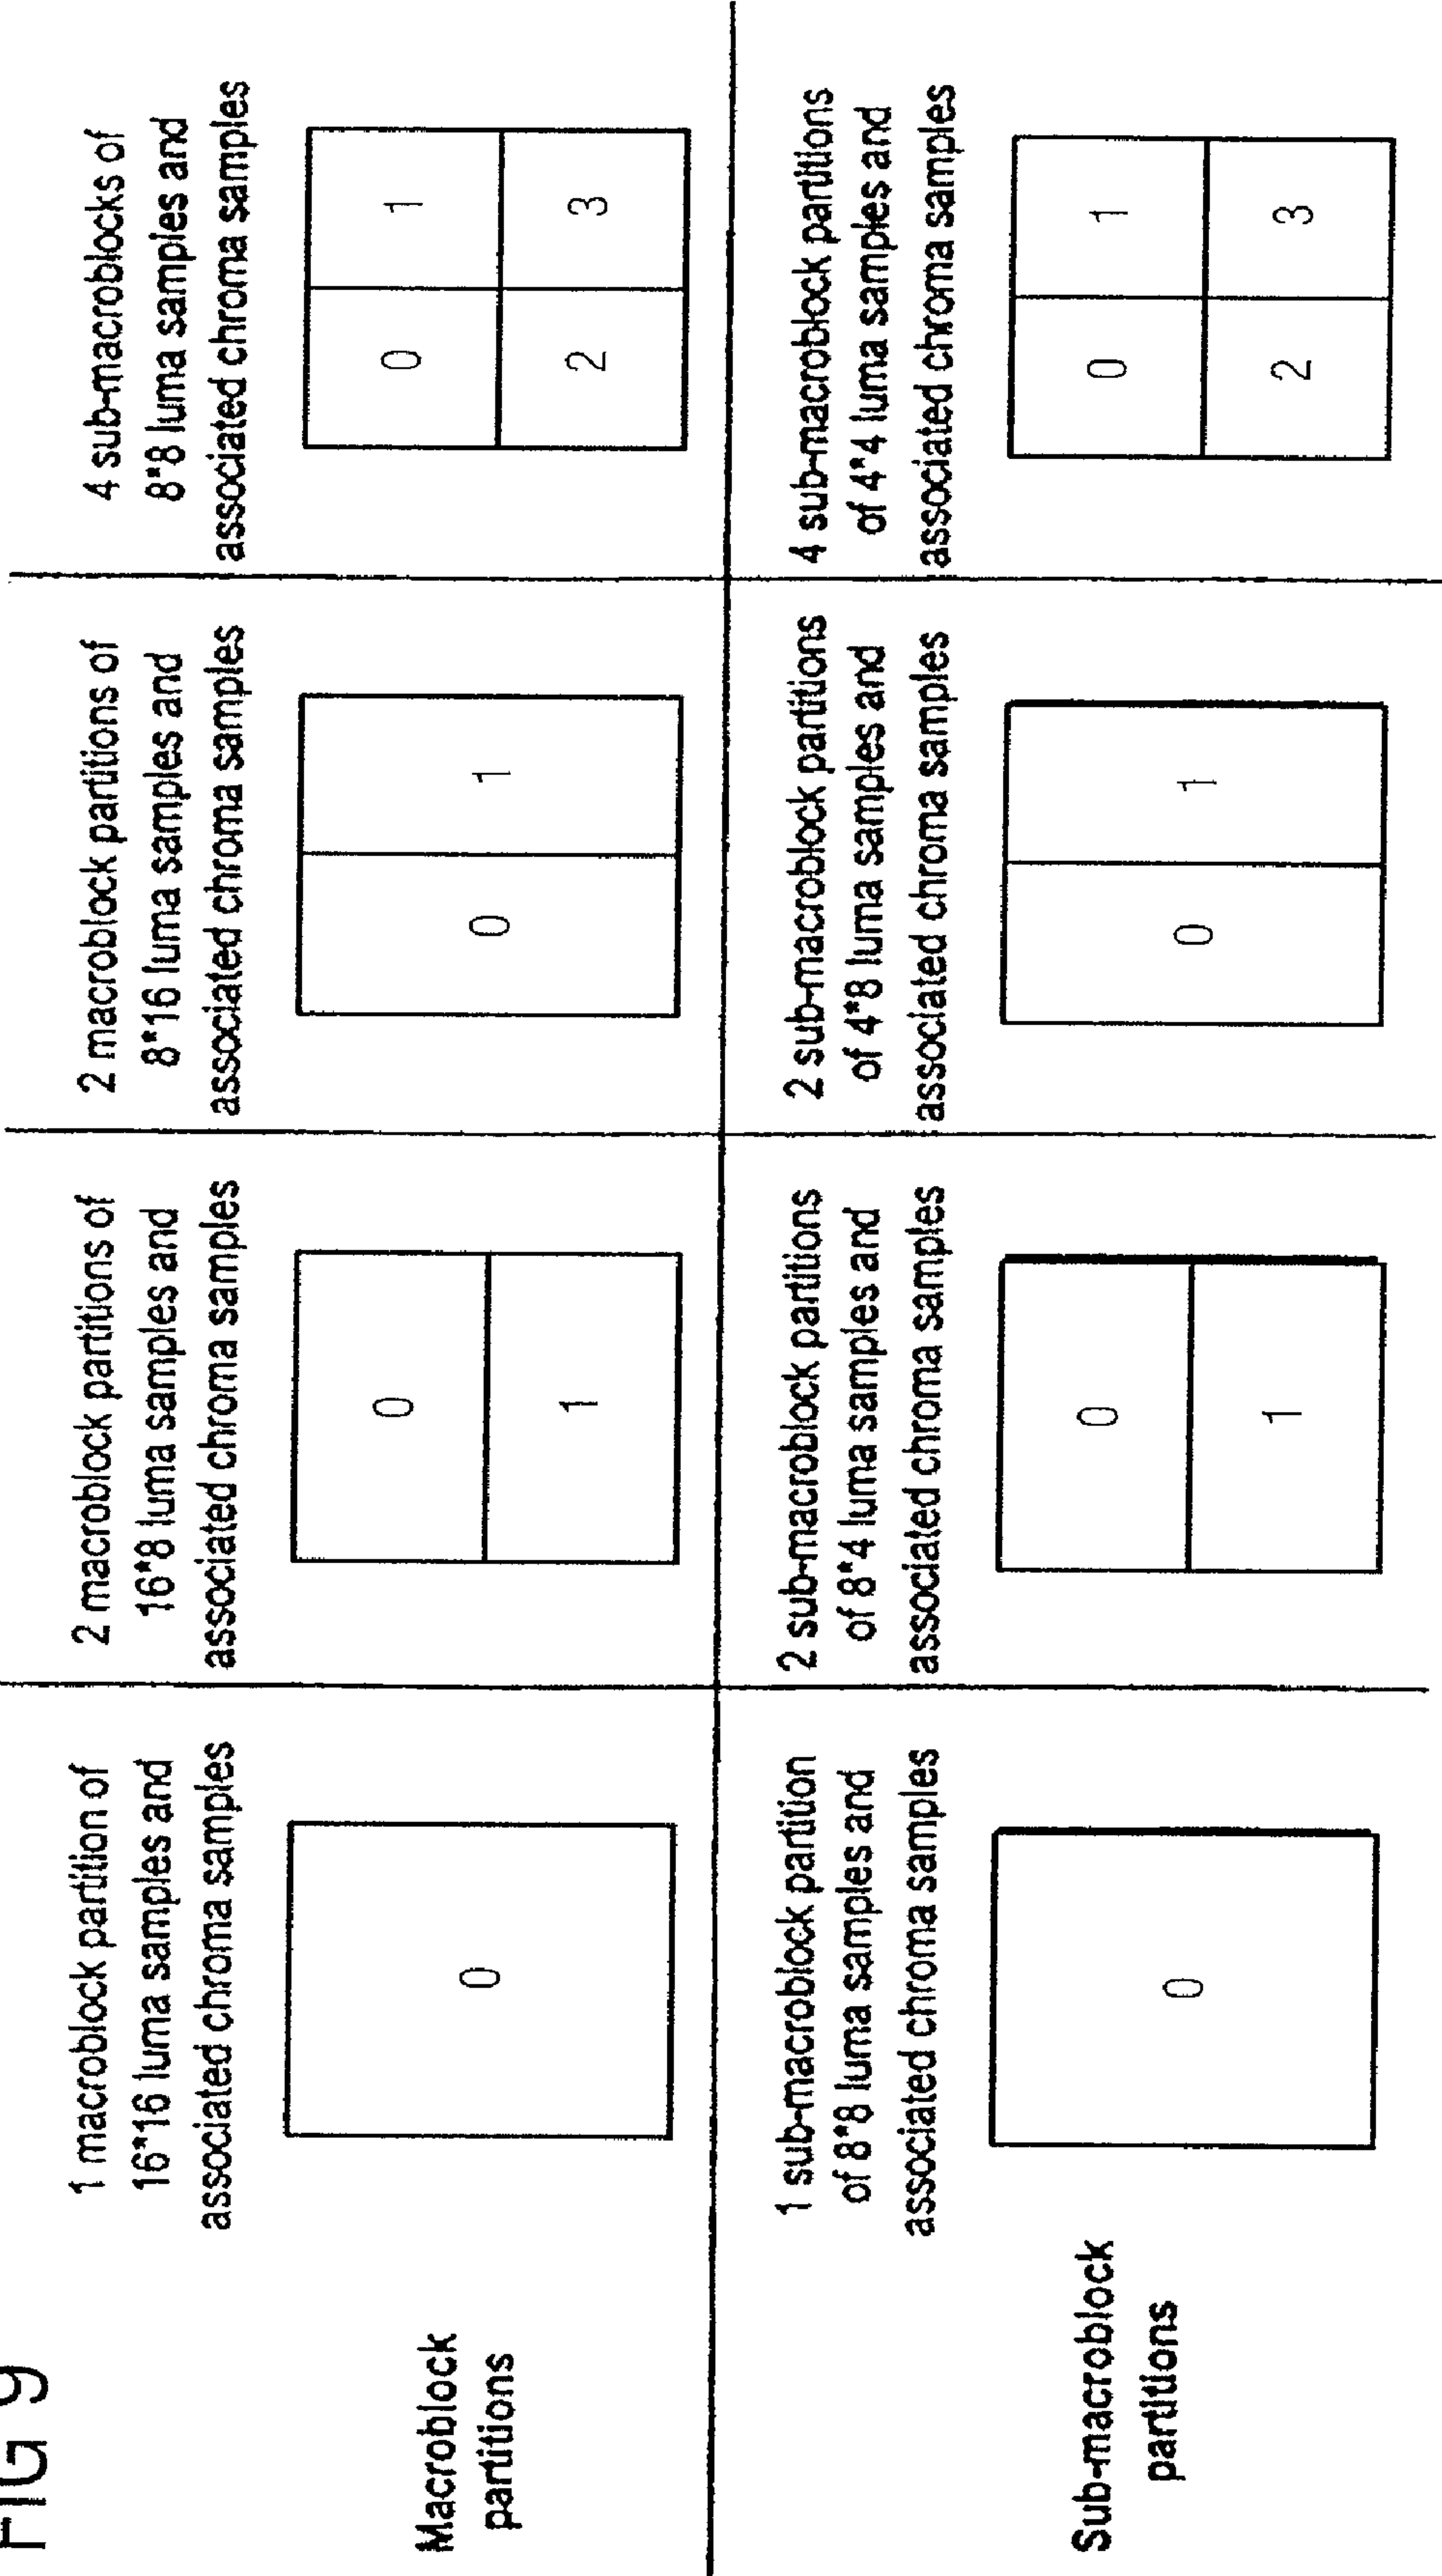 FIG 9
1 macroblock partition of
16*16 luma samples and
associated chroma samples
2 macroblock partitions of
16*8 luma samples and
associated chroma samples
2 macroblock partitions of
8*16 luma samples and
associated chroma samples
4 sub-macroblocks of
8*8 luma samples and
associated chroma samples
Macroblock
partitions
0
0
1
0
1
0
1
2
3
1 sub-macroblock partition
of 8*8 luma samples and
associated chroma samples
2 sub-macroblock partitions
of 8*4 luma samples and
associated chroma samples
2 sub-macroblock partitions
of 4*8 luma samples and
associated chroma samples
4 sub-macroblock partitions
of 4*4 luma samples and
associated chroma samples
Sub-macroblock
partitions
0
0
1
0
1
0
1
2
3